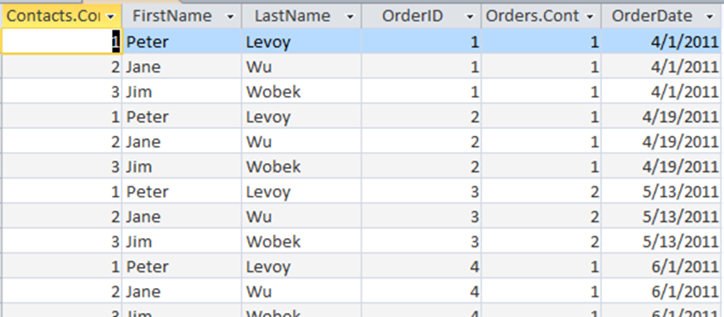 Contacts.Co FirstName LastName OrderID Orders.Cont OrderDate
1 Peter Levoy 1 1 4/1/2011
2 Jane Wu 1 1 4/1/2011
3 Jim Wobek 1 1 4/1/2011
1 Peter Levoy 2 1 4/19/2011
2 Jane Wu 2 1 4/19/2011
3 Jim Wobek 2 1 4/19/2011
1 Peter Levoy 3 2 5/13/2011
2 Jane Wu 3 2 5/13/2011
3 Jim Wobek 3 2 5/13/2011
1 Peter Levoy 4 1 6/1/2011
2 Jane Wu 4 1 6/1/2011
3 Jim Wobek 4 1 6/1/2011